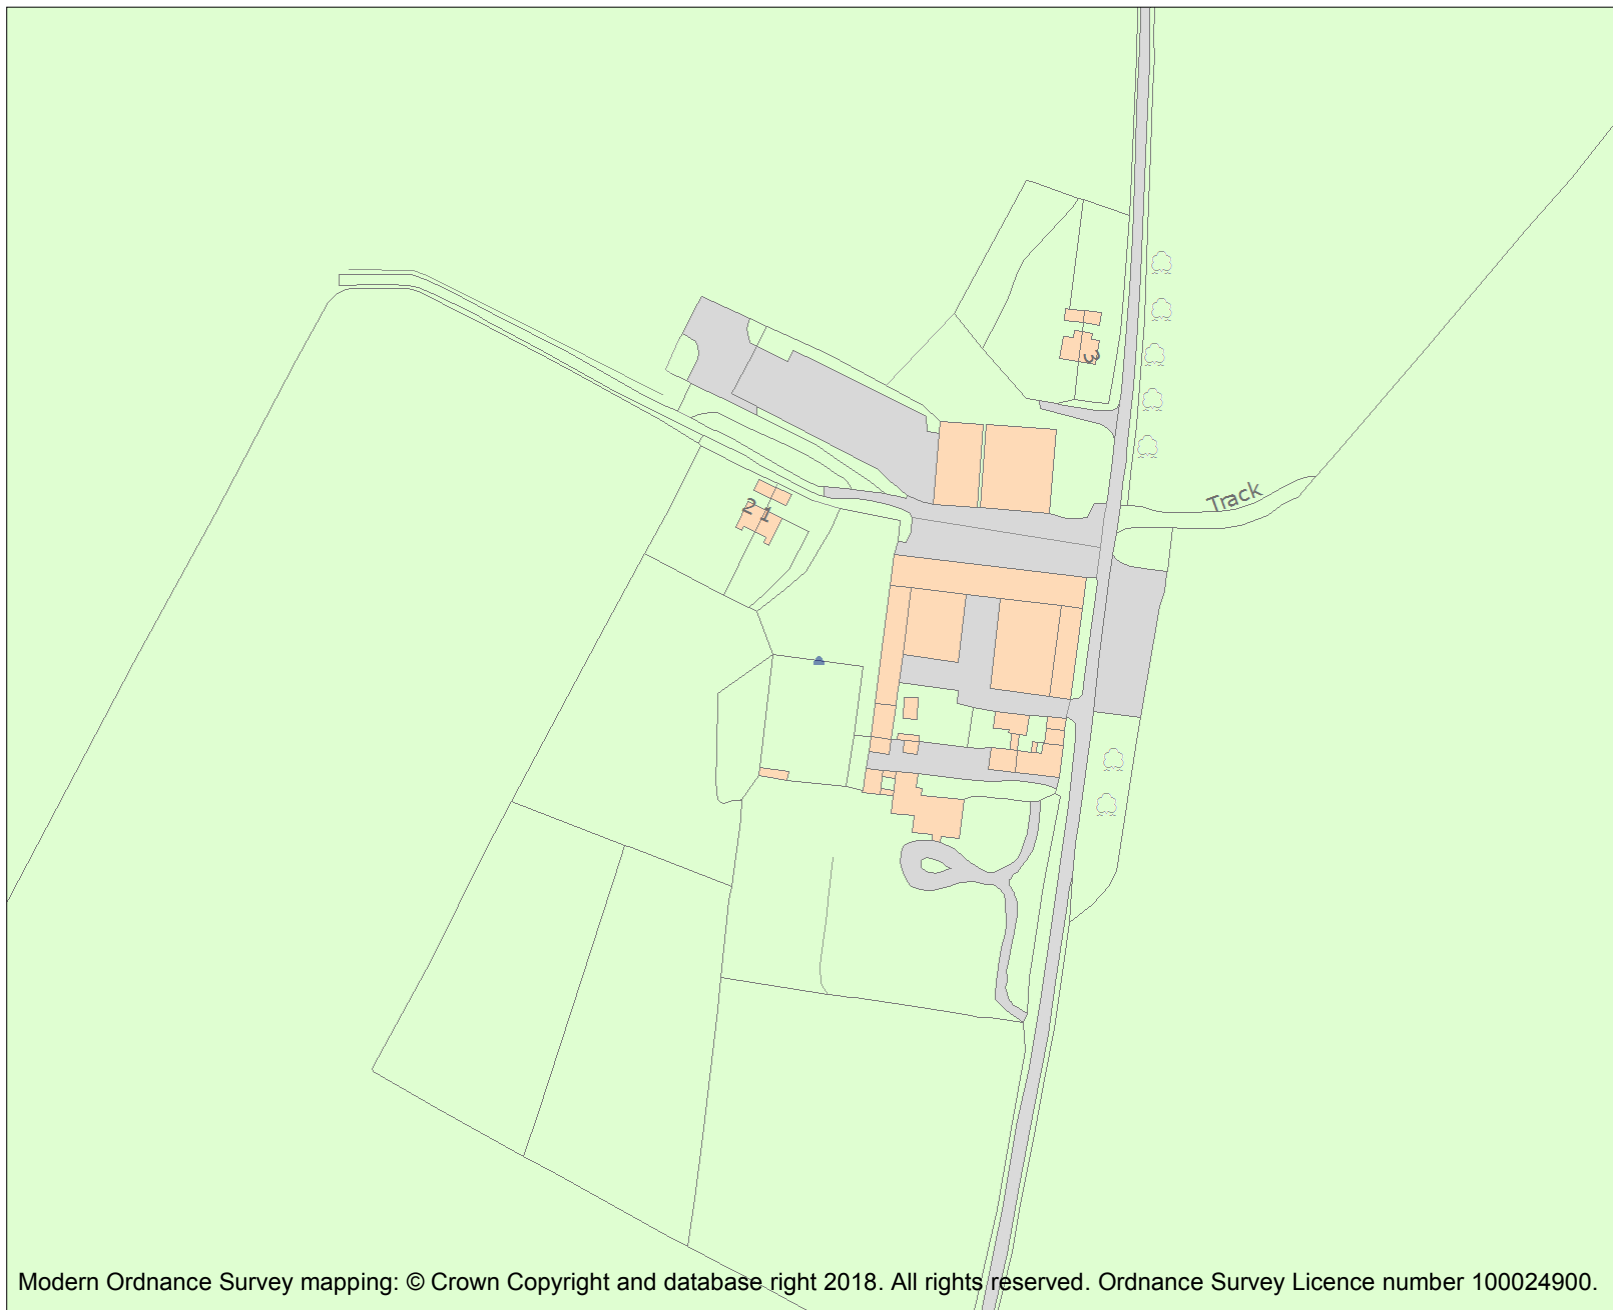 3
Track
2 1
Modern Ordnance Survey mapping: © Crown Copyright and database right 2018. All rights reserved. Ordnance Survey Licence number 100024900.